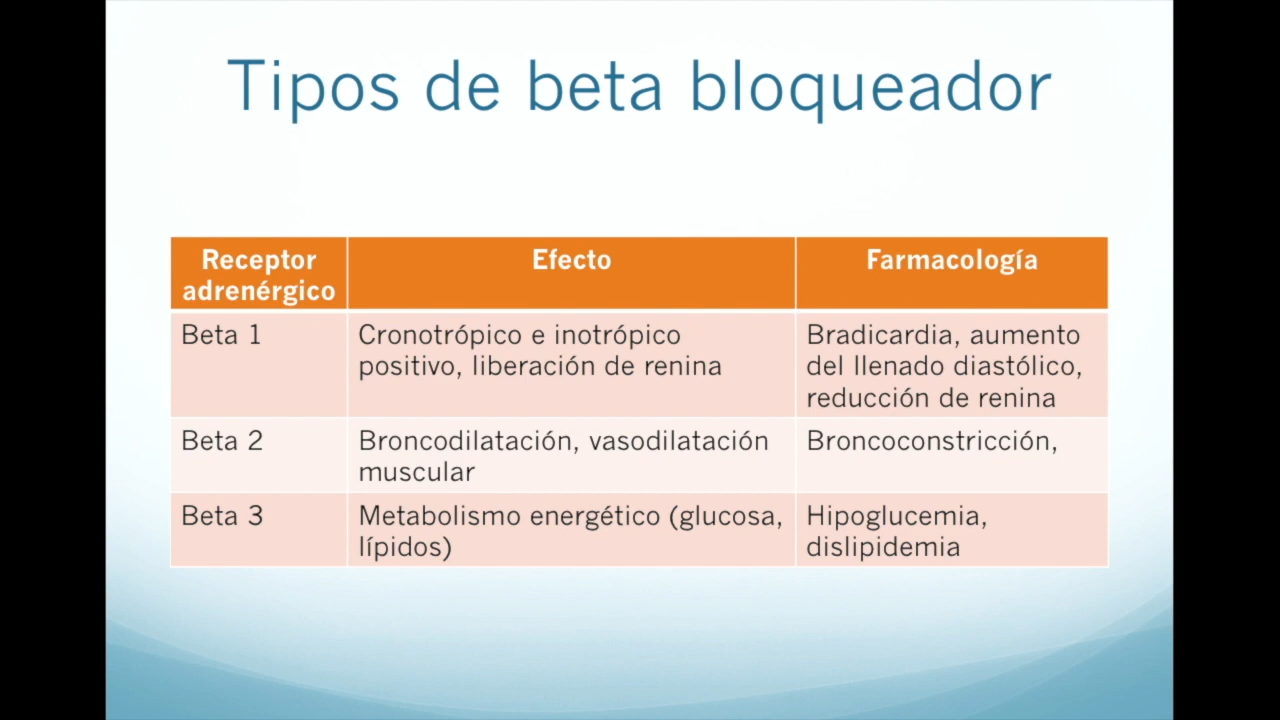 Tipos de beta bloqueador
Receptor
adrenérgico
Efecto
Farmacología
Beta 1
Cronotrópico e inotrópico
positivo, liberación de renina
Bradicardia, aumento
del llenado diastólico,
reducción de renina
Beta 2
Broncodilatación, vasodilatación
muscular
Broncoconstricción,
Beta 3
Metabolismo energético (glucosa,
lípidos)
Hipoglucemia,
dislipidemia